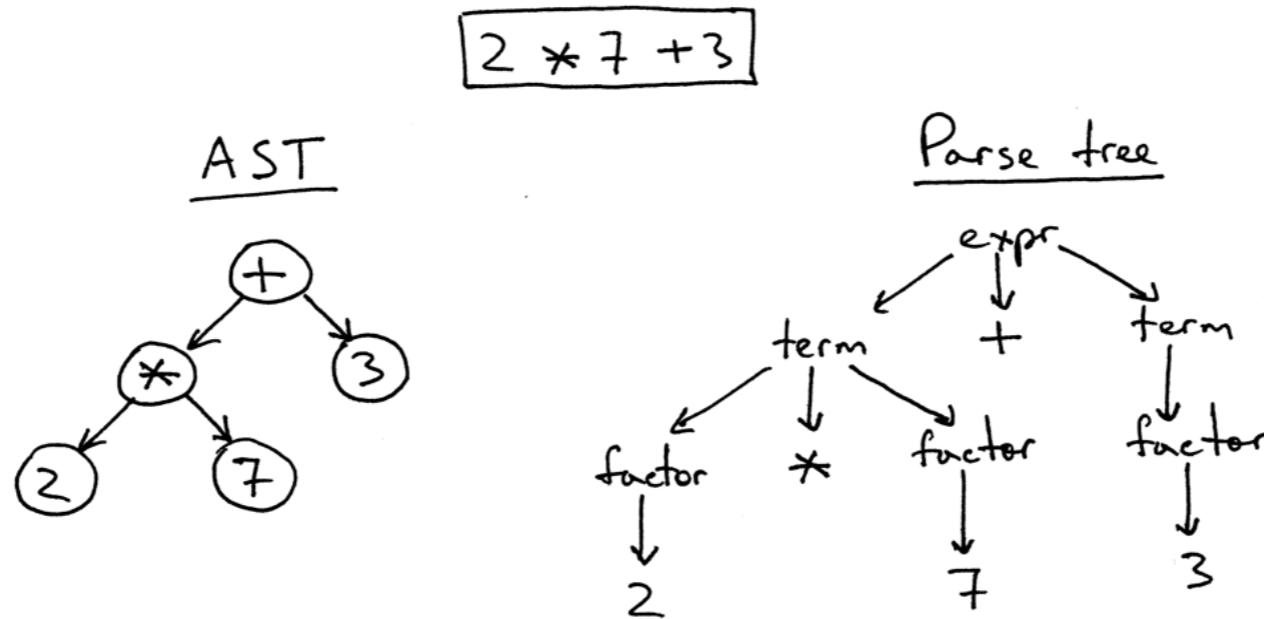 2 * 7 + 3
AST
Parse tree
+
* 3
2 7
expr
term + term
factor * factor factor
2 7 3